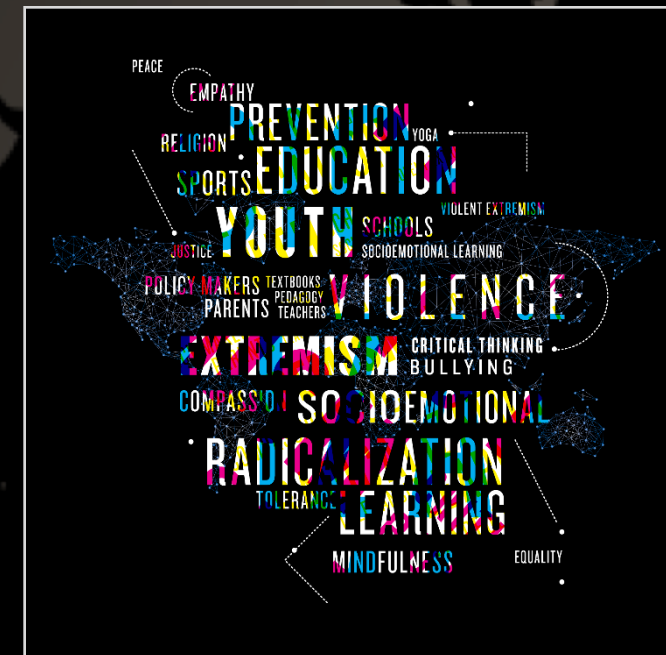 PEACE
EMPATHY
PREVENTION
YOGA
RELIGION
EDUCATION
SPORTS
VIOLENT EXTREMISM
YOUTH
SCHOOLS
JUSTICE
SOCIOEMOTIONAL LEARNING
POLICY MAKERS
TEXTBOOKS
PEDAGOGY
PARENTS
TEACHERS
VIOLENCE
EXTREMISM
CRITICAL THINKING
BULLYING
COMPASSION
SOCIOEMOTIONAL
RADICALIZATION
TOLERANCE
LEARNING
MINDFULNESS
EQUALITY